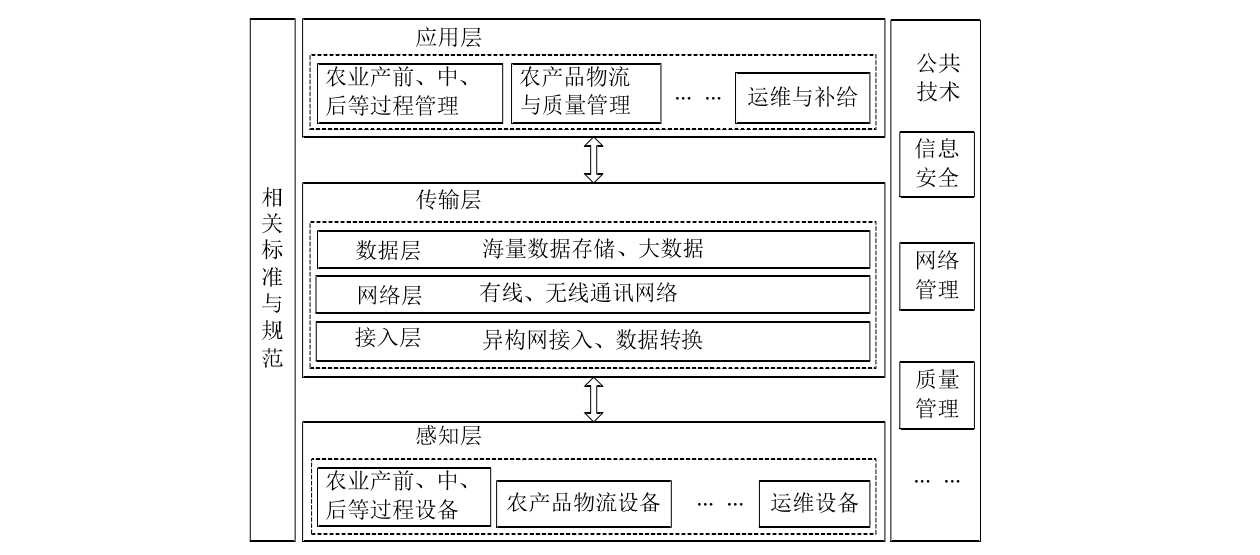 相关标准与规范
应用层
农业产前、中、
后等过程管理
农产品物流
与质量管理
... ...
运维与补给
传输层
数据层 海量数据存储、大数据
网络层 有线、无线通讯网络
接入层 异构网接入、数据转换
感知层
农业产前、中、
后等过程设备
农产品物流设备
... ...
运维设备
公共
技术
信息
安全
网络
管理
质量
管理
... ...